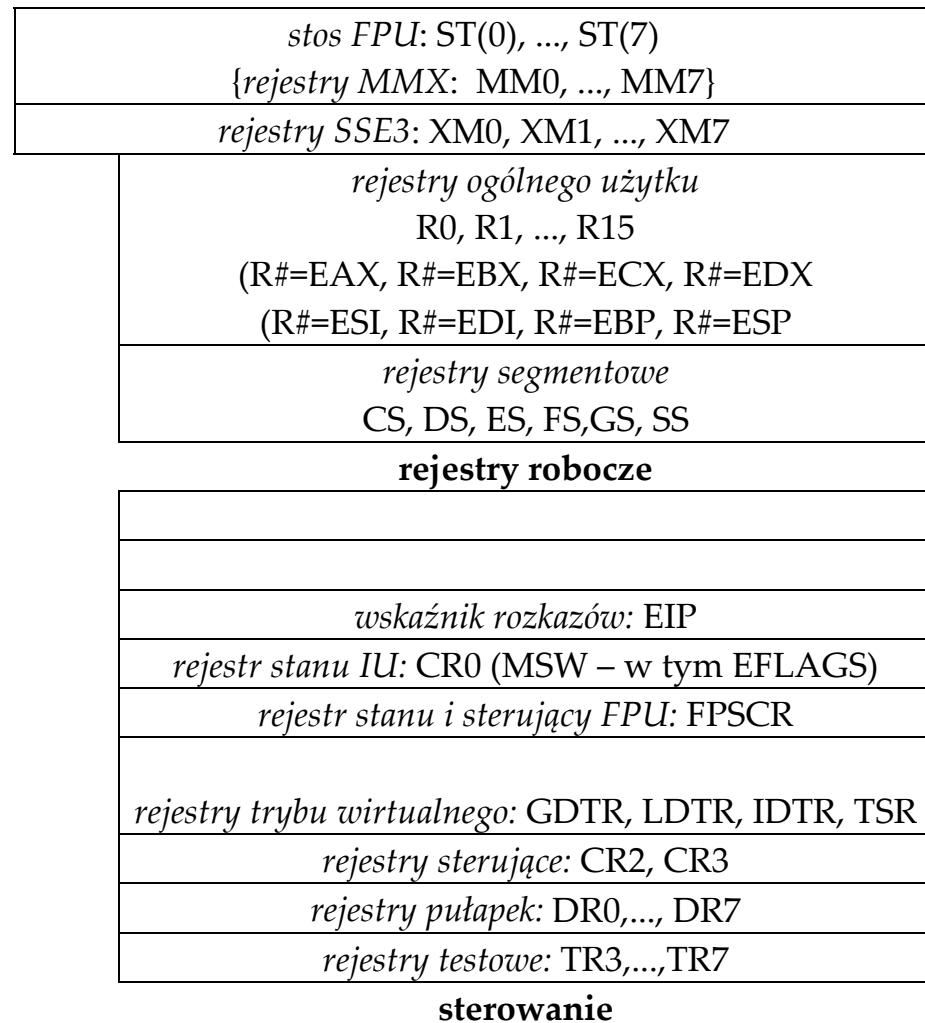 stos FPU: ST(0), ..., ST(7)
{rejestry MMX: MM0, ..., MM7}
rejestry SSE3: XM0, XM1, ..., XM7
rejestry ogólnego użytku
R0, R1, ..., R15
(R#=EAX, R#=EBX, R#=ECX, R#=EDX
(R#=ESI, R#=EDI, R#=EBP, R#=ESP
rejestry segmentowe
CS, DS, ES, FS,GS, SS
rejestry robocze
wskaźnik rozkazów: EIP
rejestr stanu IU: CR0 (MSW – w tym EFLAGS)
rejestr stanu i sterujący FPU: FPSCR
rejestry trybu wirtualnego: GDTR, LDTR, IDTR, TSR
rejestry sterujące: CR2, CR3
rejestry pułapek: DR0,..., DR7
rejestry testowe: TR3,...,TR7
sterowanie